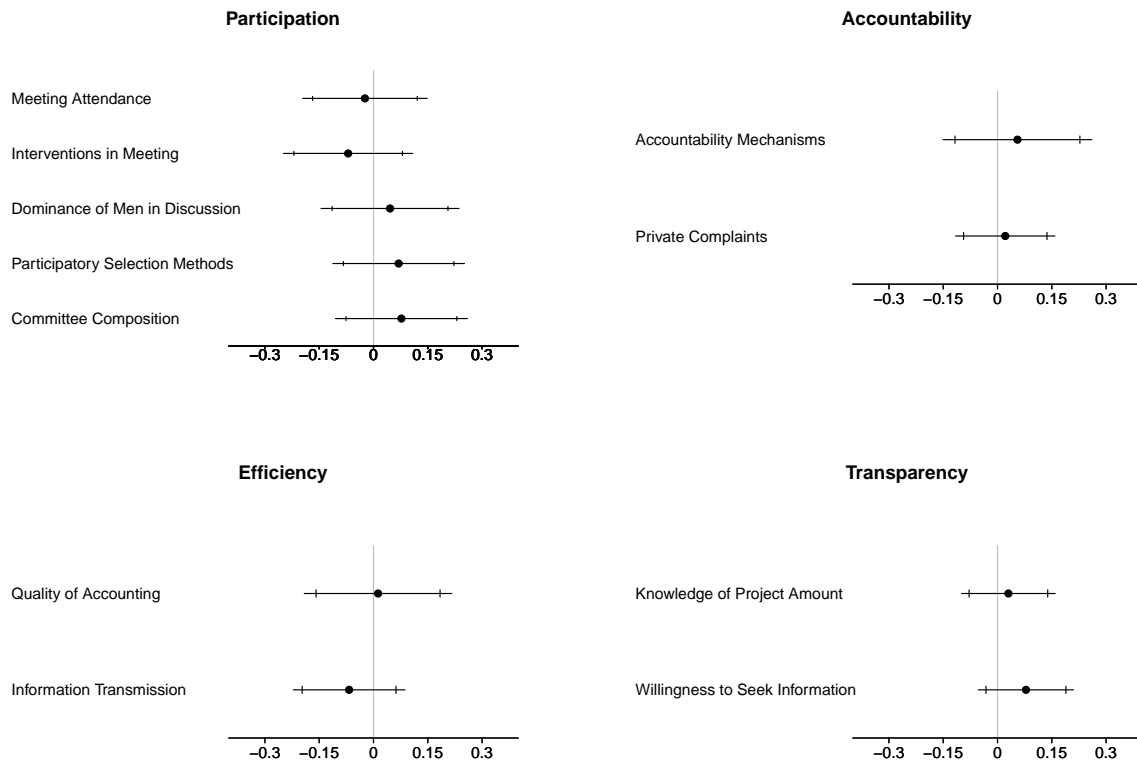 Participation
Meeting Attendance
Interventions in Meeting
Dominance of Men in Discussion
Participatory Selection Methods
Committee Composition
−0.3 −0.15 0 0.15 0.3
Accountability
Accountability Mechanisms
Private Complaints
−0.3 −0.15 0 0.15 0.3
Efficiency
Quality of Accounting
Information Transmission
−0.3 −0.15 0 0.15 0.3
Transparency
Knowledge of Project Amount
Willingness to Seek Information
−0.3 −0.15 0 0.15 0.3